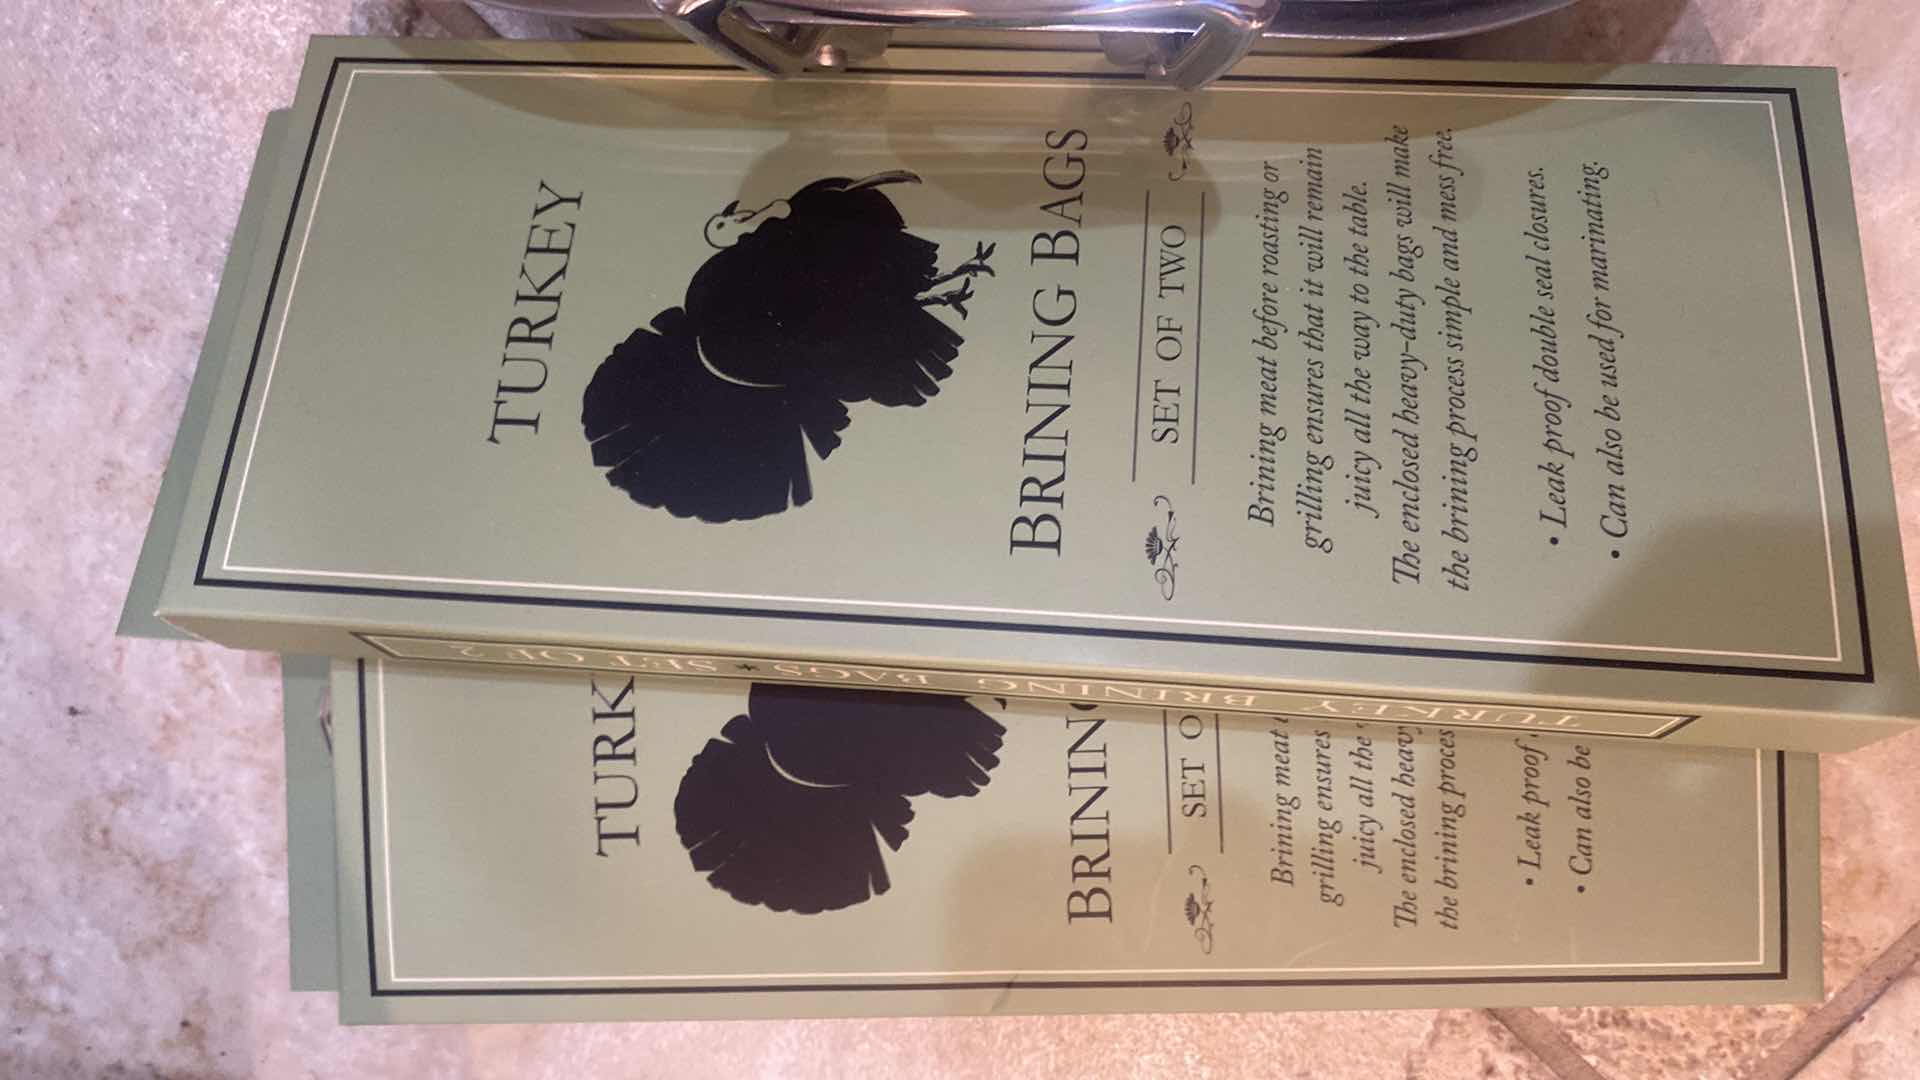 TURKEY
BRINING BAGS
SET OF TWO
Brining meat before roasting or
grilling ensures that it will remain
juicy all the way to the table.
The enclosed heavy-duty bags will make
the brining process simple and mess free.
• Leak proof double seal closures.
• Can also be used for marinating.
TURKEY BRINING BAGS * SET OF 2
TURK
BRINING
SET O
Brining meat
grilling ensures
juicy all the
The enclosed heavy
the brining proces
• Leak proof
• Can also be